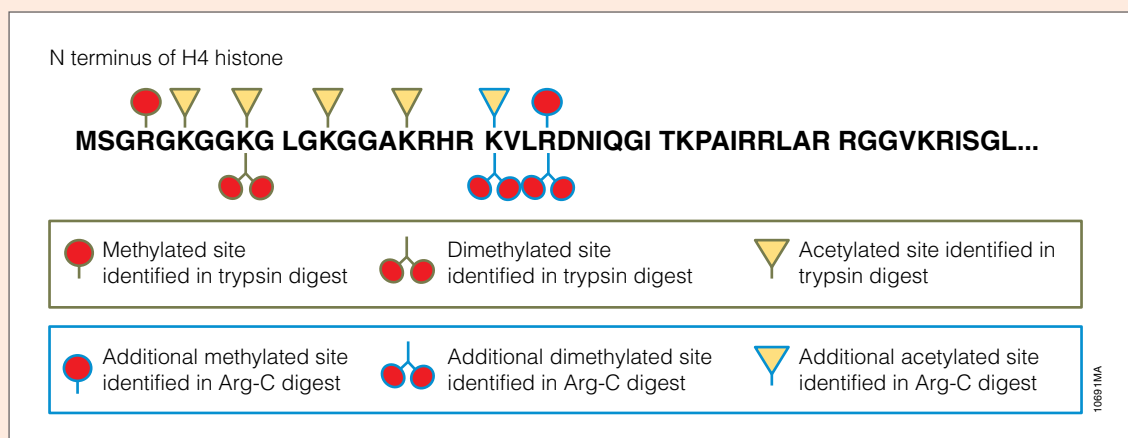 N terminus of H4 histone
MSGRGKGGKG LGKGGAKRHR KVLRDNIQGI TKPAIRRLAR RGGVKRISGL...
Methylated site
identified in trypsin digest
Dimethylated site
identified in trypsin digest
Acetylated site identified in
trypsin digest
Additional methylated site
identified in Arg-C digest
Additional dimethylated site
identified in Arg-C digest
Additional acetylated site
identified in Arg-C digest
10691MA